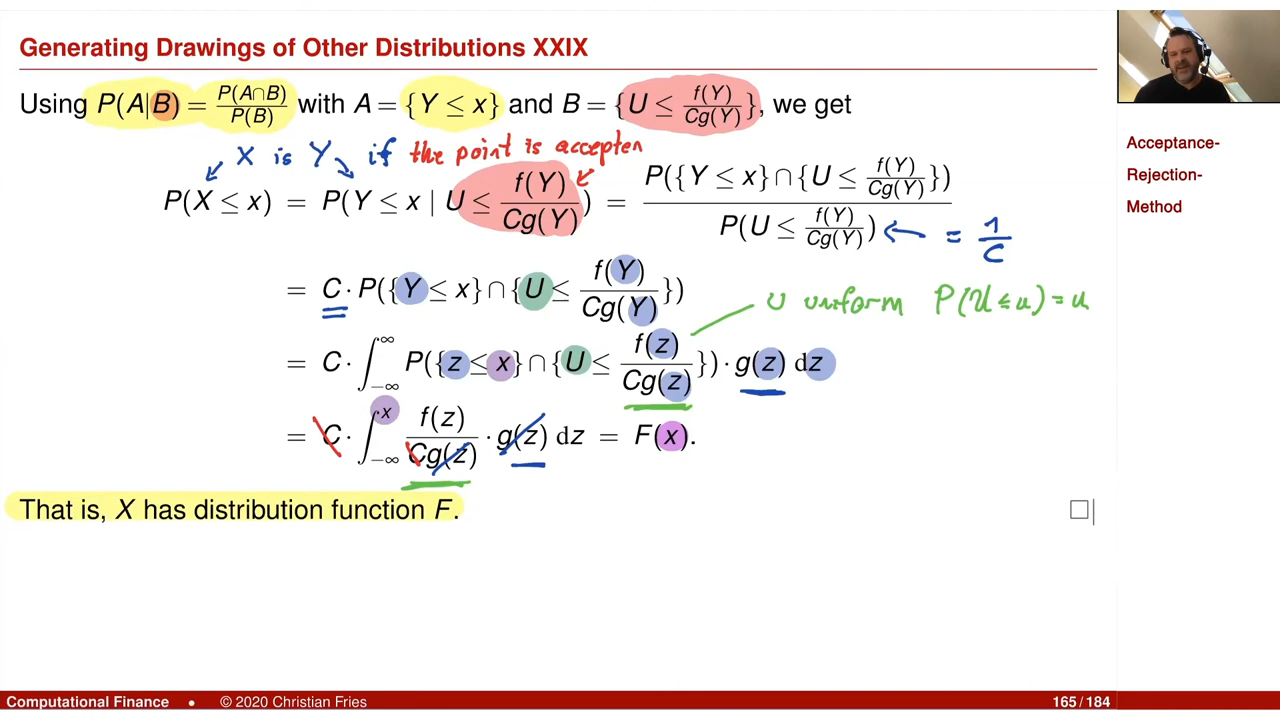 Generating Drawings of Other Distributions XXIX
Using P(A|B) = P(A∩B)/P(B) with A = {Y ≤ x} and B = {U ≤ f(Y)/Cg(Y)}, we get
X is Y if the point is accepten
P(X ≤ x) = P(Y ≤ x | U ≤ f(Y)/Cg(Y)) = P({Y ≤ x}∩{U ≤ f(Y)/Cg(Y)})/P(U ≤ f(Y)/Cg(Y)) = 1/C
= C · P({Y ≤ x}∩{U ≤ f(Y)/Cg(Y)})
U uniform P(U ≤ u) = u
= C · ∫_{−∞}^{∞} P({z ≤ x}∩{U ≤ f(z)/Cg(z)}) · g(z) dz
= C · ∫_{−∞}^{x} f(z)/Cg(z) · g(z) dz = F(x).
That is, X has distribution function F. □
Acceptance-
Rejection-
Method
Computational Finance • © 2020 Christian Fries 165 / 184